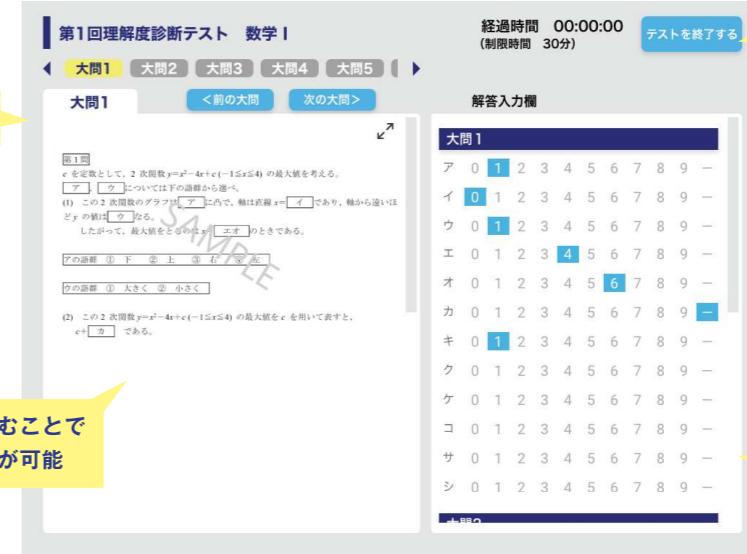 第1回理解度診断テスト 数学Ⅰ
経過時間 00:00:00
(制限時間 30分)
テストを終了する
大問1 大問2 大問3 大問4 大問5
大問1
<前の大問
次の大問>
解答入力欄
第1問
c を定数として，2 次関数 y=x²−4x+c (−1≦x≦4) の最大値を考える。
ア，ウについては下の語群から選べ。
(1) この 2 次関数のグラフは ア に凸で，軸は直線 x= イ であり，軸から遠いほ
ど y の値は ウ なる。
したがって，最大値をとるのは x= エオ のときである。
アの語群 ① 下 ② 上 ③ 右 ④ 左
ウの語群 ① 大きく ② 小さく
(2) この 2 次関数 y=x²−4x+c (−1≦x≦4) の最大値を c を用いて表すと，
c+ カ である。
SAMPLE
大問1
ア 0 1 2 3 4 5 6 7 8 9 −
イ 0 1 2 3 4 5 6 7 8 9 −
ウ 0 1 2 3 4 5 6 7 8 9 −
エ 0 1 2 3 4 5 6 7 8 9 −
オ 0 1 2 3 4 5 6 7 8 9 −
カ 0 1 2 3 4 5 6 7 8 9 −
キ 0 1 2 3 4 5 6 7 8 9 −
ク 0 1 2 3 4 5 6 7 8 9 −
ケ 0 1 2 3 4 5 6 7 8 9 −
コ 0 1 2 3 4 5 6 7 8 9 −
サ 0 1 2 3 4 5 6 7 8 9 −
シ 0 1 2 3 4 5 6 7 8 9 −
むことで
が可能